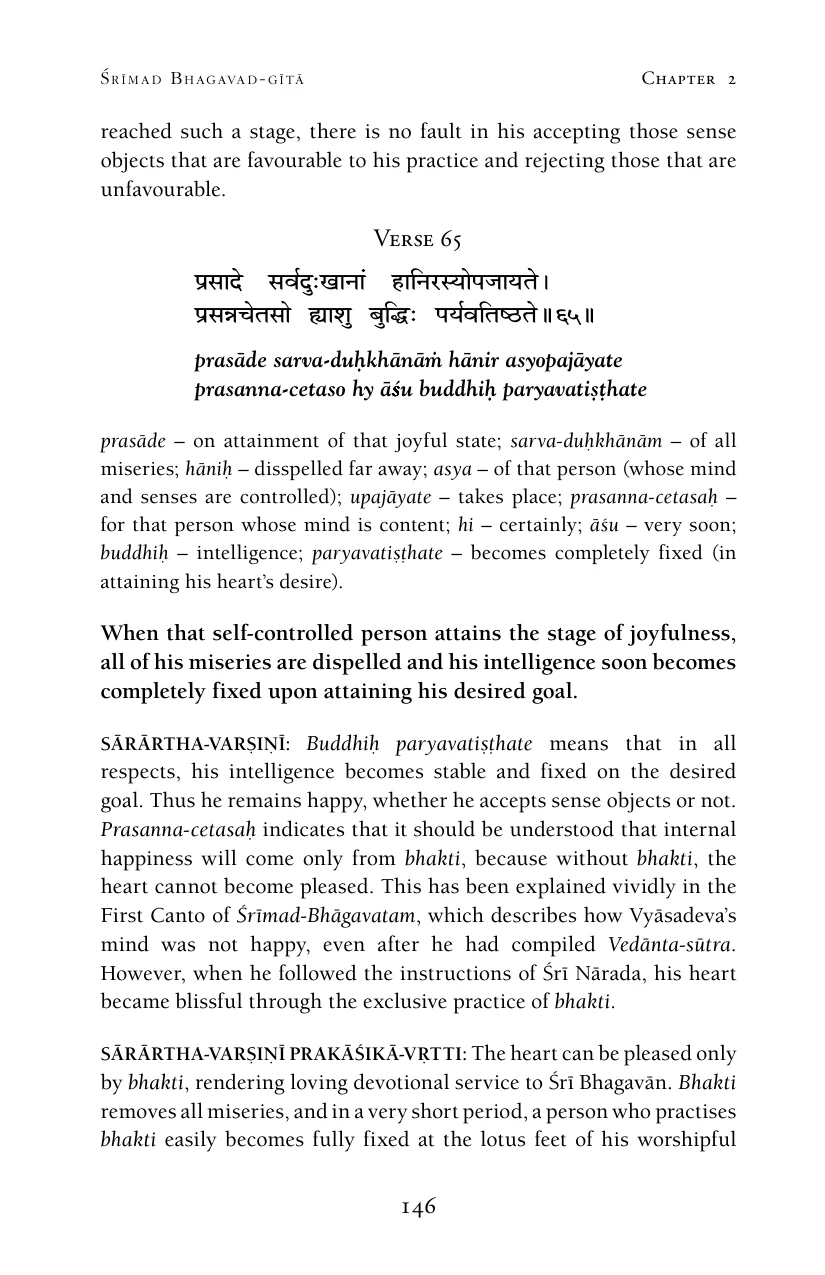 Śrīmad Bhagavad-gītā Chapter 2
reached such a stage, there is no fault in his accepting those sense
objects that are favourable to his practice and rejecting those that are
unfavourable.
Verse 65
प्रसादे सर्वदुःखानां हानिरस्योपजायते।
प्रसन्नचेतसो ह्याशु बुद्धिः पर्यवतिष्ठते॥६५॥
prasāde sarva-duḥkhānāṁ hānir asyopajāyate
prasanna-cetaso hy āśu buddhiḥ paryavatiṣṭhate
prasāde – on attainment of that joyful state; sarva-duḥkhānām – of all
miseries; hāniḥ – disspelled far away; asya – of that person (whose mind
and senses are controlled); upajāyate – takes place; prasanna-cetasaḥ –
for that person whose mind is content; hi – certainly; āśu – very soon;
buddhiḥ – intelligence; paryavatiṣṭhate – becomes completely fixed (in
attaining his heart’s desire).
When that self-controlled person attains the stage of joyfulness,
all of his miseries are dispelled and his intelligence soon becomes
completely fixed upon attaining his desired goal.
SĀRĀRTHA-VARṢIṆĪ: Buddhiḥ paryavatiṣṭhate means that in all
respects, his intelligence becomes stable and fixed on the desired
goal. Thus he remains happy, whether he accepts sense objects or not.
Prasanna-cetasaḥ indicates that it should be understood that internal
happiness will come only from bhakti, because without bhakti, the
heart cannot become pleased. This has been explained vividly in the
First Canto of Śrīmad-Bhāgavatam, which describes how Vyāsadeva’s
mind was not happy, even after he had compiled Vedānta-sūtra.
However, when he followed the instructions of Śrī Nārada, his heart
became blissful through the exclusive practice of bhakti.
SĀRĀRTHA-VARṢIṆĪ PRAKĀŚIKĀ-VṚTTI: The heart can be pleased only
by bhakti, rendering loving devotional service to Śrī Bhagavān. Bhakti
removes all miseries, and in a very short period, a person who practises
bhakti easily becomes fully fixed at the lotus feet of his worshipful
146